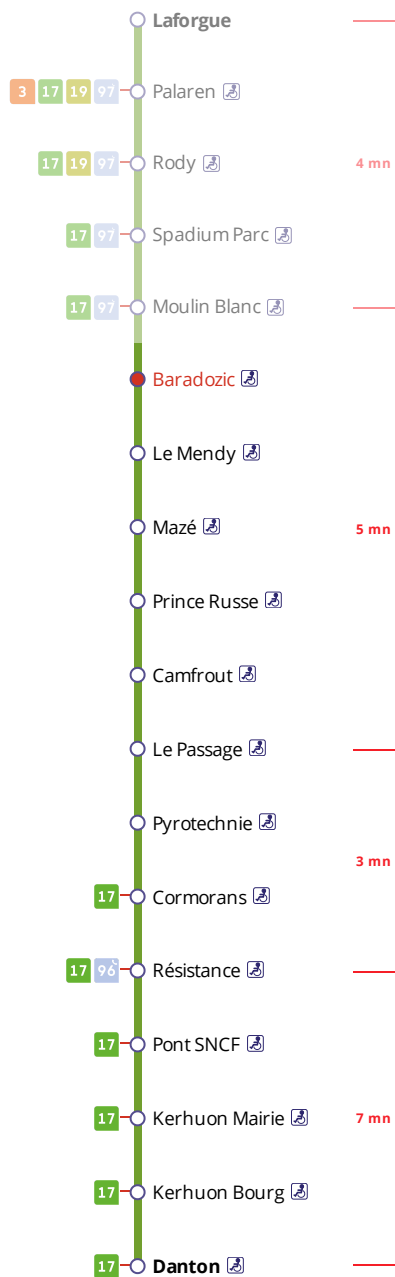 Laforgue
3 17 19 97 Palaren
17 19 97 Rody
4 mn
17 97 Spadium Parc
17 97 Moulin Blanc
Baradozic
Le Mendy
Mazé
5 mn
Prince Russe
Camfrout
Le Passage
Pyrotechnie
3 mn
17 Cormorans
17 96 Résistance
17 Pont SNCF
17 Kerhuon Mairie
7 mn
17 Kerhuon Bourg
17 Danton